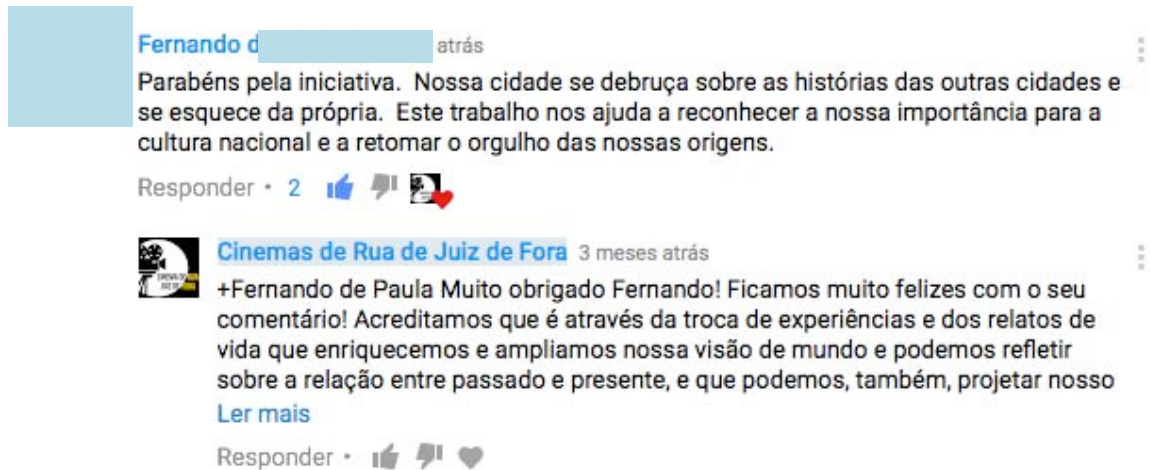 Fernando d atrás
Parabéns pela iniciativa. Nossa cidade se debruça sobre as histórias das outras cidades e
se esquece da própria. Este trabalho nos ajuda a reconhecer a nossa importância para a
cultura nacional e a retomar o orgulho das nossas origens.
Responder • 2
Cinemas de Rua de Juiz de Fora 3 meses atrás
+Fernando de Paula Muito obrigado Fernando! Ficamos muito felizes com o seu
comentário! Acreditamos que é através da troca de experiências e dos relatos de
vida que enriquecemos e ampliamos nossa visão de mundo e podemos refletir
sobre a relação entre passado e presente, e que podemos, também, projetar nosso
Ler mais
Responder •